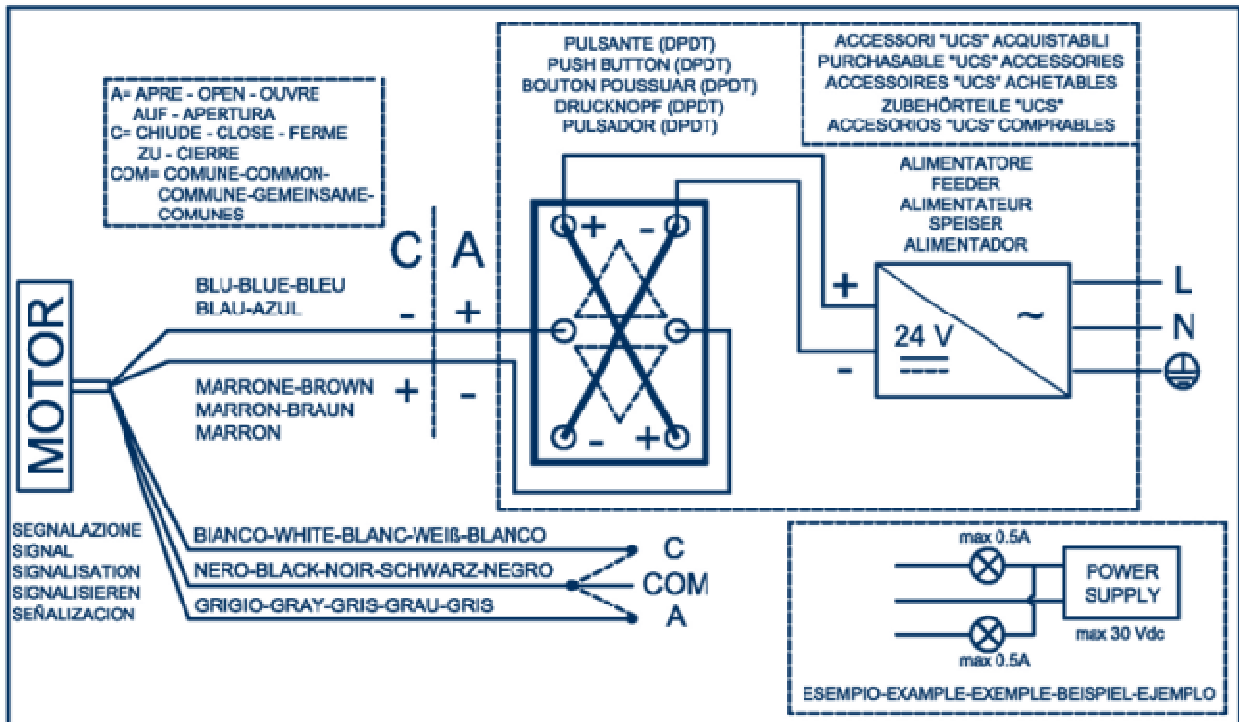 PULSANTE (DPDT)
PUSH BUTTON (DPDT)
BOUTON POUSSUAR (DPDT)
DRUCKNOPF (DPDT)
PULSADOR (DPDT)
ACCESSORI "UCS" ACQUISTABILI
PURCHASABLE "UCS" ACCESSORIES
ACCESSOIRES "UCS" ACHETABLES
ZUBEHÖRTEILE "UCS"
ACCESORIOS "UCS" COMPRABLES
A= APRE - OPEN - OUVRE
AUF - APERTURA
C= CHIUDE - CLOSE - FERME
ZU - CIERRE
COM= COMUNE-COMMON-
COMMUNE-GEMEINSAME-
COMUNES
ALIMENTATORE
FEEDER
ALIMENTATEUR
SPEISER
ALIMENTADOR
C A
+ -
BLU-BLUE-BLEU
BLAU-AZUL
- +
MOTOR
MARRONE-BROWN
MARRON-BRAUN
MARRON
+ -
- +
+
-
24 V
~
L
N
SEGNALAZIONE
SIGNAL
SIGNALISATION
SIGNALISIEREN
SEÑALIZACION
BIANCO-WHITE-BLANC-WEIß-BLANCO
NERO-BLACK-NOIR-SCHWARZ-NEGRO
GRIGIO-GRAY-GRIS-GRAU-GRIS
C
COM
A
max 0.5A
POWER
SUPPLY
max 30 Vdc
max 0.5A
ESEMPIO-EXAMPLE-EXEMPLE-BEISPIEL-EJEMPLO